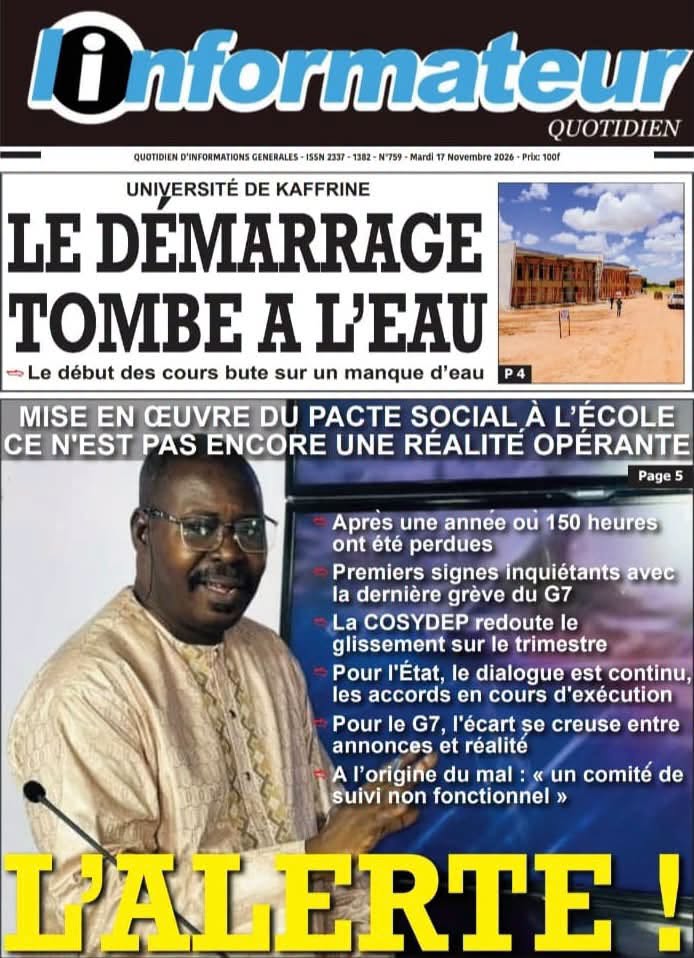 l'informateur
QUOTIDIEN
QUOTIDIEN D'INFORMATIONS GENERALES - ISSN 2337 - 1382 - N°759 - Mardi 17 Novembre 2026 - Prix: 100f
UNIVERSITÉ DE KAFFRINE
LE DÉMARRAGE
TOMBE A L'EAU
Le début des cours bute sur un manque d'eau
P 4
MISE EN ŒUVRE DU PACTE SOCIAL À L'ÉCOLE
CE N'EST PAS ENCORE UNE RÉALITÉ OPÉRANTE
Page 5
Après une année où 150 heures
ont été perdues
Premiers signes inquiétants avec
la dernière grève du G7
La COSYDEP redoute le
glissement sur le trimestre
Pour l'État, le dialogue est continu,
les accords en cours d'exécution
Pour le G7, l'écart se creuse entre
annonces et réalité
A l'origine du mal : « un comité de
suivi non fonctionnel »
L'ALERTE !